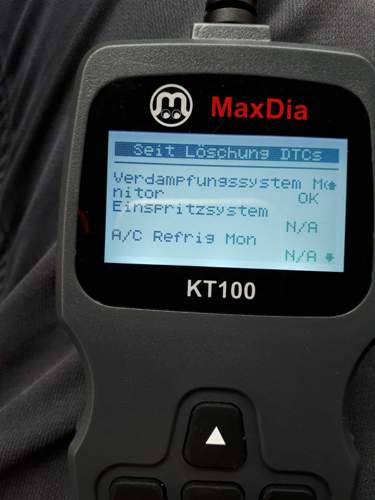 MaxDia
Seit Löschung DTCs
Verdampfungssystem Mo
nitor OK
Einspritzsystem
N/A
A/C Refrig Mon
N/A
KT100